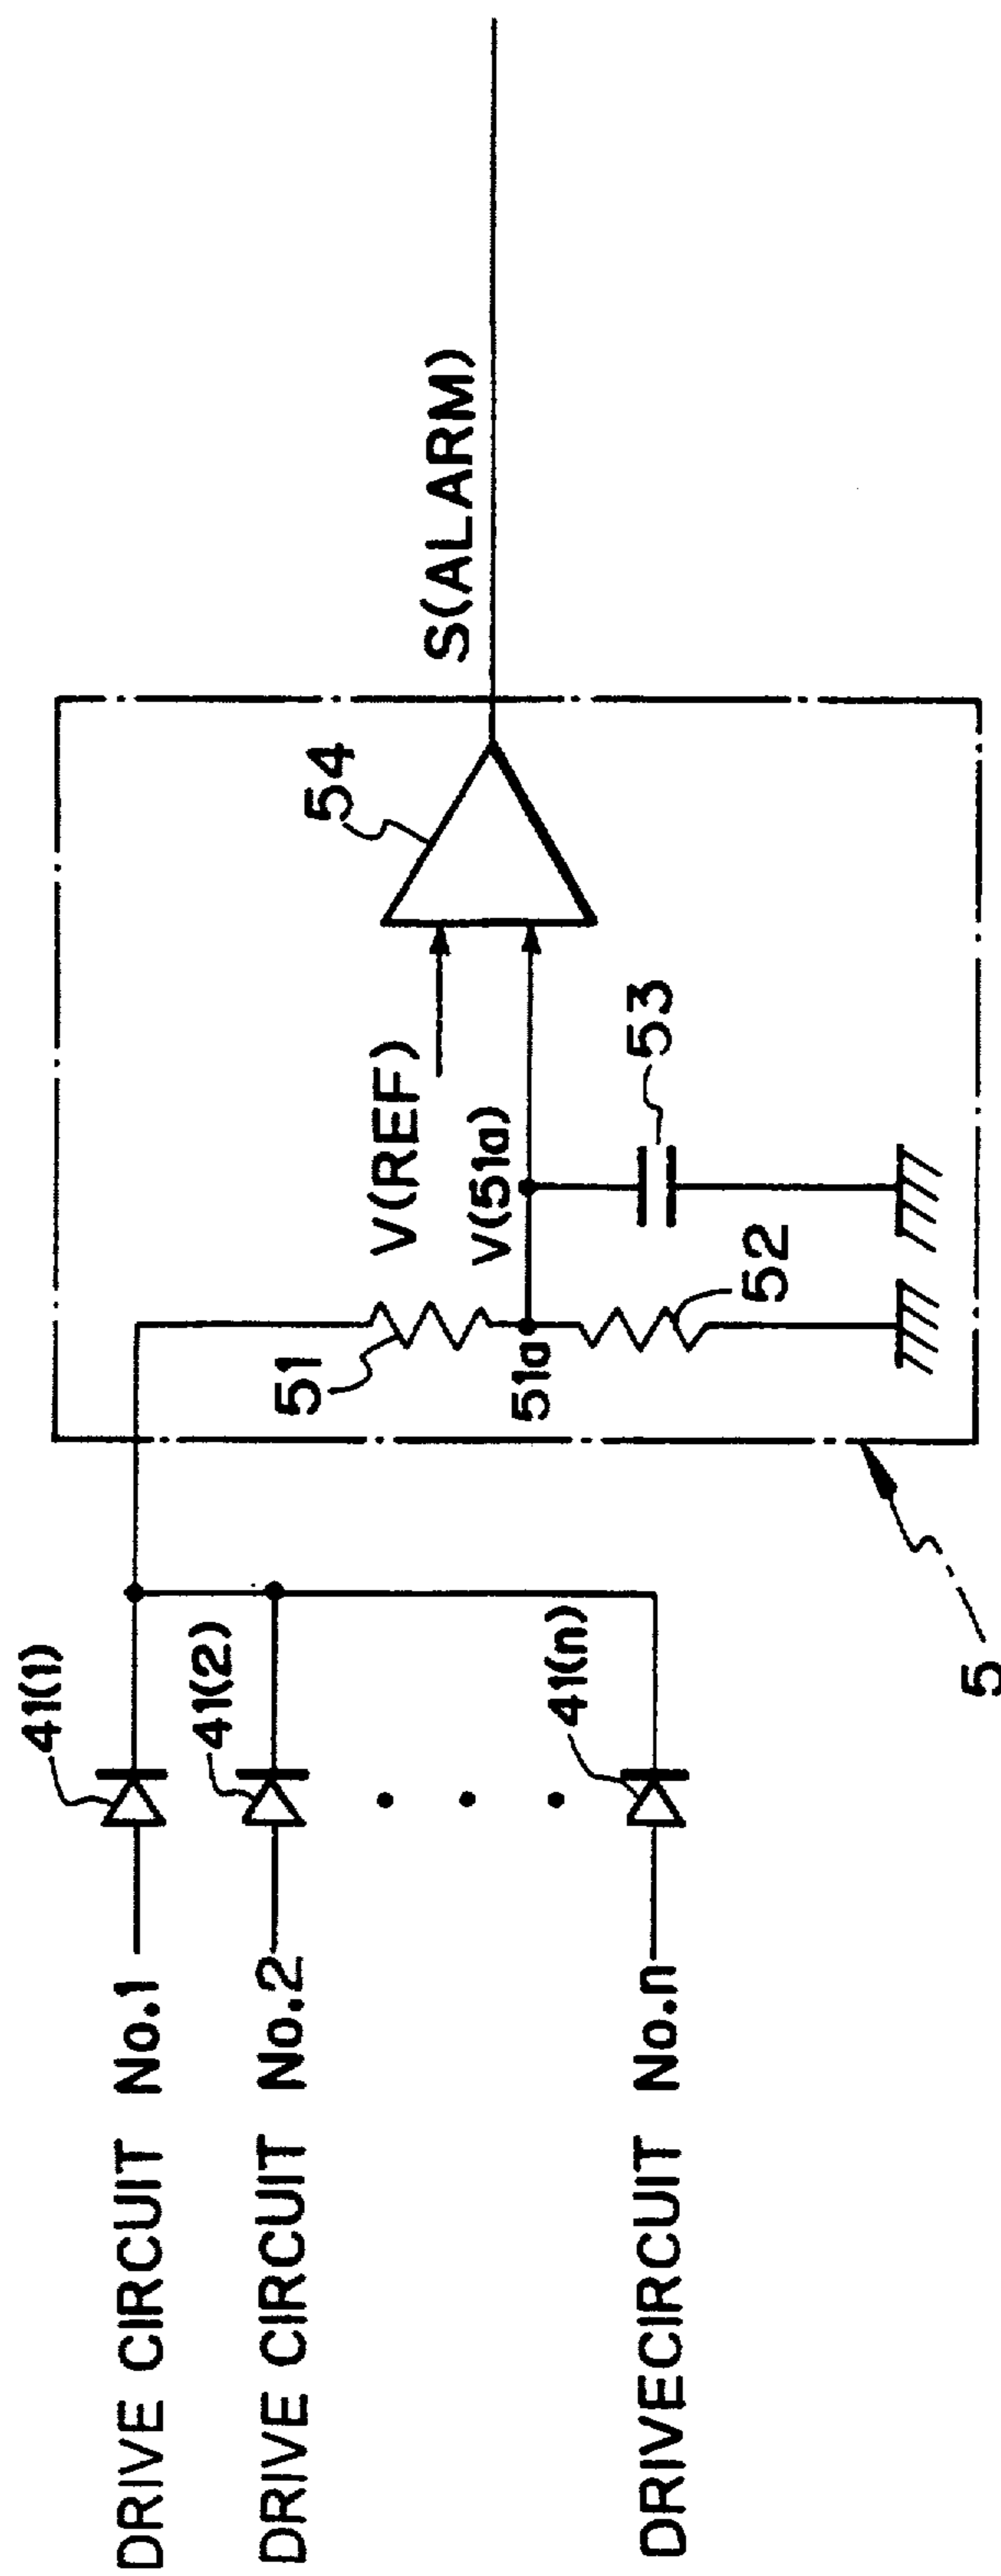 DRIVE CIRCUIT No.1
41(1)
DRIVE CIRCUIT No.2
41(2)
DRIVECIRCUIT No.n
41(n)
5
51
51a
52
V(REF)
V(51a)
53
54
S(ALARM)